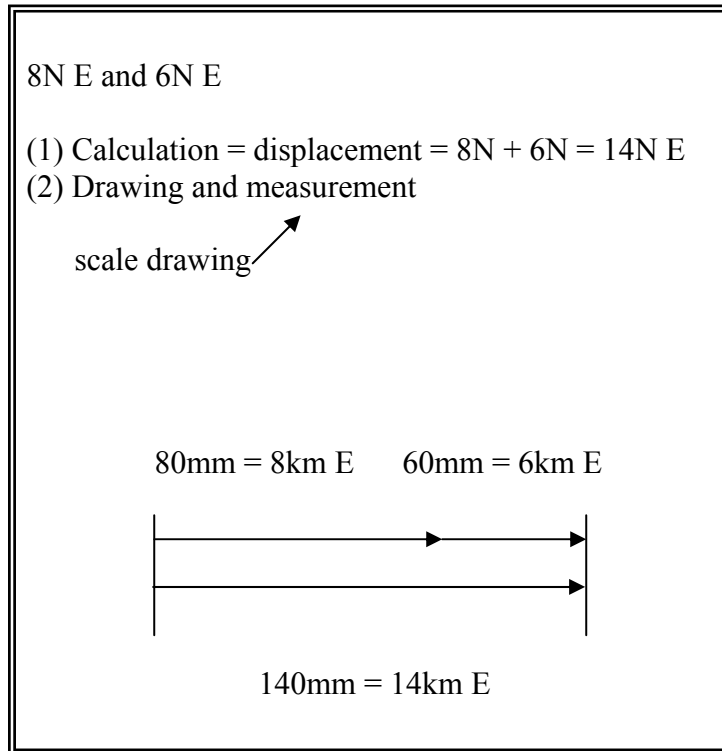 8N E and 6N E
(1) Calculation = displacement = 8N + 6N = 14N E
(2) Drawing and measurement
scale drawing
80mm = 8km E 60mm = 6km E
140mm = 14km E